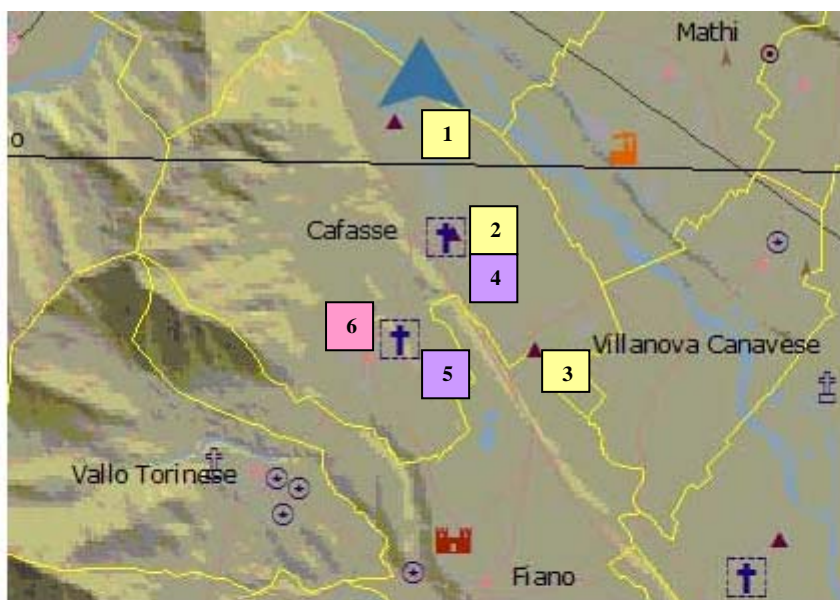 Mathi
1
o
Cafasse
2
4
6
Villanova Canavese
5
3
Vallo Torinese
Fiano